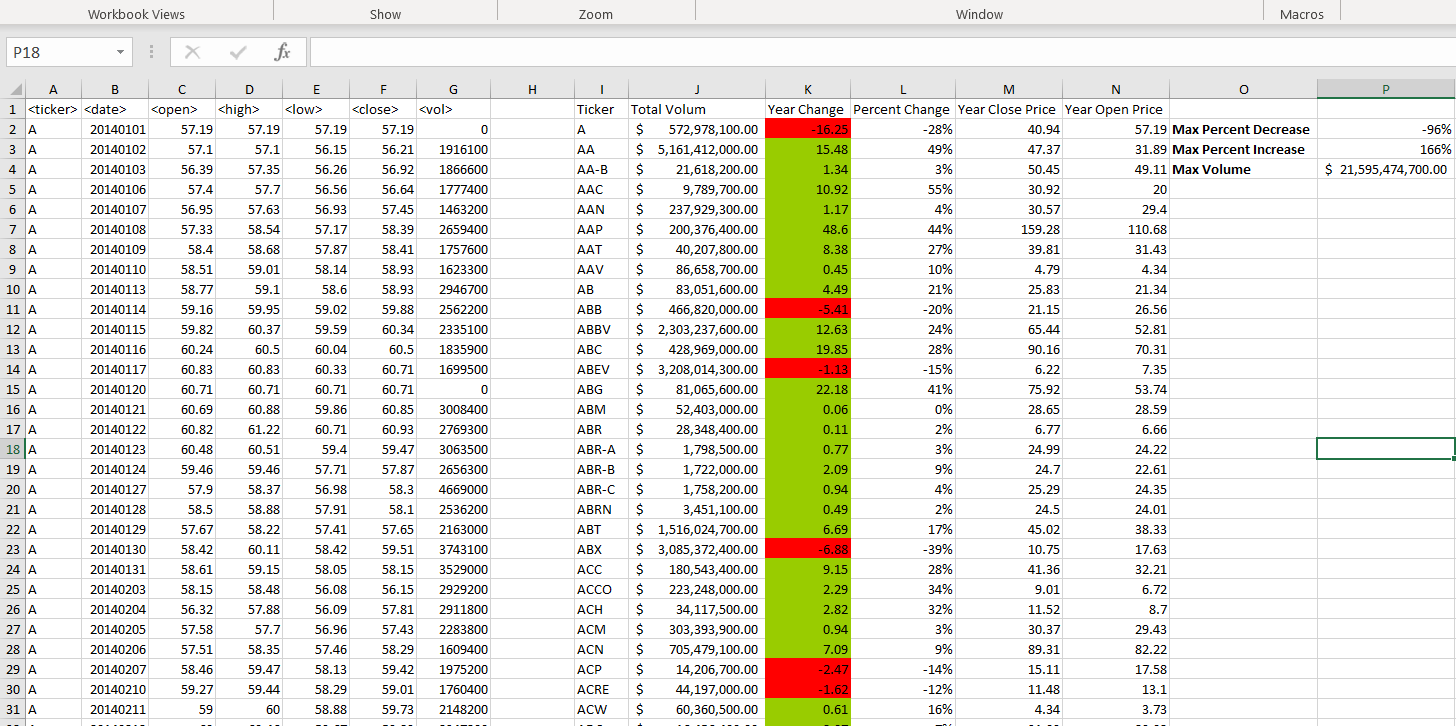 Workbook Views Show Zoom Window Macros
P18 fx
A B C D E F G H I J K L M N O P
1 <ticker> <date> <open> <high> <low> <close> <vol> Ticker Total Volum Year Change Percent Change Year Close Price Year Open Price
2 A 20140101 57.19 57.19 57.19 57.19 0 A $ 572,978,100.00 -16.25 -28% 40.94 57.19 Max Percent Decrease -96%
3 A 20140102 57.1 57.1 56.15 56.21 1916100 AA $ 5,161,412,000.00 15.48 49% 47.37 31.89 Max Percent Increase 166%
4 A 20140103 56.39 57.35 56.26 56.92 1866600 AA-B $ 21,618,200.00 1.34 3% 50.45 49.11 Max Volume $ 21,595,474,700.00
5 A 20140106 57.4 57.7 56.56 56.64 1777400 AAC $ 9,789,700.00 10.92 55% 30.92 20
6 A 20140107 56.95 57.63 56.93 57.45 1463200 AAN $ 237,929,300.00 1.17 4% 30.57 29.4
7 A 20140108 57.33 58.54 57.17 58.39 2659400 AAP $ 200,376,400.00 48.6 44% 159.28 110.68
8 A 20140109 58.4 58.68 57.87 58.41 1757600 AAT $ 40,207,800.00 8.38 27% 39.81 31.43
9 A 20140110 58.51 59.01 58.14 58.93 1623300 AAV $ 86,658,700.00 0.45 10% 4.79 4.34
10 A 20140113 58.77 59.1 58.6 58.93 2946700 AB $ 83,051,600.00 4.49 21% 25.83 21.34
11 A 20140114 59.16 59.95 59.02 59.88 2562200 ABB $ 466,820,000.00 -5.41 -20% 21.15 26.56
12 A 20140115 59.82 60.37 59.59 60.34 2335100 ABBV $ 2,303,237,600.00 12.63 24% 65.44 52.81
13 A 20140116 60.24 60.5 60.04 60.5 1835900 ABC $ 428,969,000.00 19.85 28% 90.16 70.31
14 A 20140117 60.83 60.83 60.33 60.71 1699500 ABEV $ 3,208,014,300.00 -1.13 -15% 6.22 7.35
15 A 20140120 60.71 60.71 60.71 60.71 0 ABG $ 81,065,600.00 22.18 41% 75.92 53.74
16 A 20140121 60.69 60.88 59.86 60.85 3008400 ABM $ 52,403,000.00 0.06 0% 28.65 28.59
17 A 20140122 60.82 61.22 60.71 60.93 2769300 ABR $ 28,348,400.00 0.11 2% 6.77 6.66
18 A 20140123 60.48 60.51 59.4 59.47 3063500 ABR-A $ 1,798,500.00 0.77 3% 24.99 24.22
19 A 20140124 59.46 59.46 57.71 57.87 2656300 ABR-B $ 1,722,000.00 2.09 9% 24.7 22.61
20 A 20140127 57.9 58.37 56.98 58.3 4669000 ABR-C $ 1,758,200.00 0.94 4% 25.29 24.35
21 A 20140128 58.5 58.88 57.91 58.1 2536200 ABRN $ 3,451,100.00 0.49 2% 24.5 24.01
22 A 20140129 57.67 58.22 57.41 57.65 2163000 ABT $ 1,516,024,700.00 6.69 17% 45.02 38.33
23 A 20140130 58.42 60.11 58.42 59.51 3743100 ABX $ 3,085,372,400.00 -6.88 -39% 10.75 17.63
24 A 20140131 58.61 59.15 58.05 58.15 3529000 ACC $ 180,543,400.00 9.15 28% 41.36 32.21
25 A 20140203 58.15 58.48 56.08 56.15 2929200 ACCO $ 223,248,000.00 2.29 34% 9.01 6.72
26 A 20140204 56.32 57.88 56.09 57.81 2911800 ACH $ 34,117,500.00 2.82 32% 11.52 8.7
27 A 20140205 57.58 57.7 56.96 57.43 2283800 ACM $ 303,393,900.00 0.94 3% 30.37 29.43
28 A 20140206 57.51 58.35 57.46 58.29 1609400 ACN $ 705,479,100.00 7.09 9% 89.31 82.22
29 A 20140207 58.46 59.47 58.13 59.42 1975200 ACP $ 14,206,700.00 -2.47 -14% 15.11 17.58
30 A 20140210 59.27 59.44 58.29 59.01 1760400 ACRE $ 44,197,000.00 -1.62 -12% 11.48 13.1
31 A 20140211 59 60 58.88 59.73 2148200 ACW $ 60,360,500.00 0.61 16% 4.34 3.73